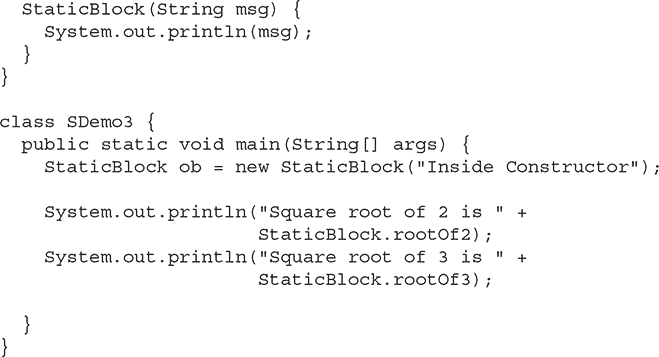 StaticBlock(String msg) {
    System.out.println(msg);
  }
}
class SDemo3 {
  public static void main(String[] args) {
    StaticBlock ob = new StaticBlock("Inside Constructor");
    System.out.println("Square root of 2 is " +
                       StaticBlock.rootOf2);
    System.out.println("Square root of 3 is " +
                       StaticBlock.rootOf3);
  }
}